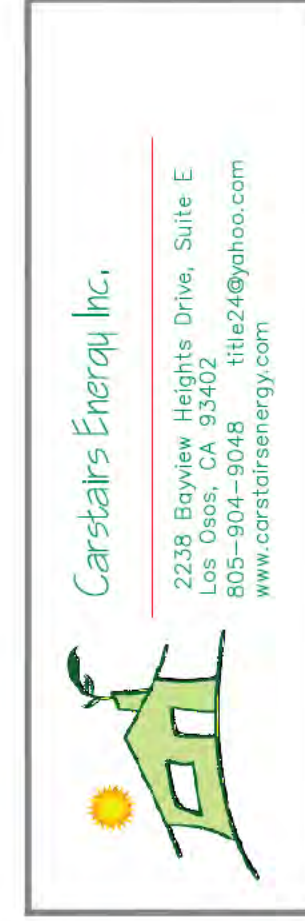 Carstairs Energy Inc.
2238 Bayview Heights Drive, Suite E
Los Osos, CA 93402
805-904-9048 title24@yahoo.com
www.carstairsenergy.com